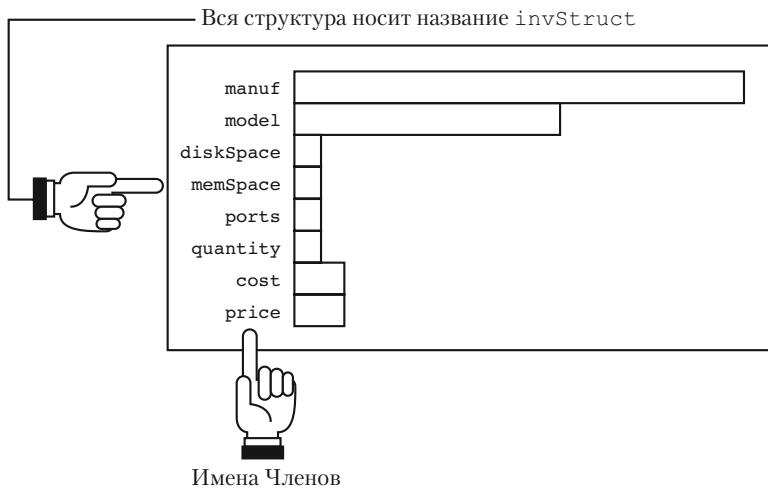 Вся структура носит название invStruct
manuf
model
diskSpace
memSpace
ports
quantity
cost
price
Имена Членов